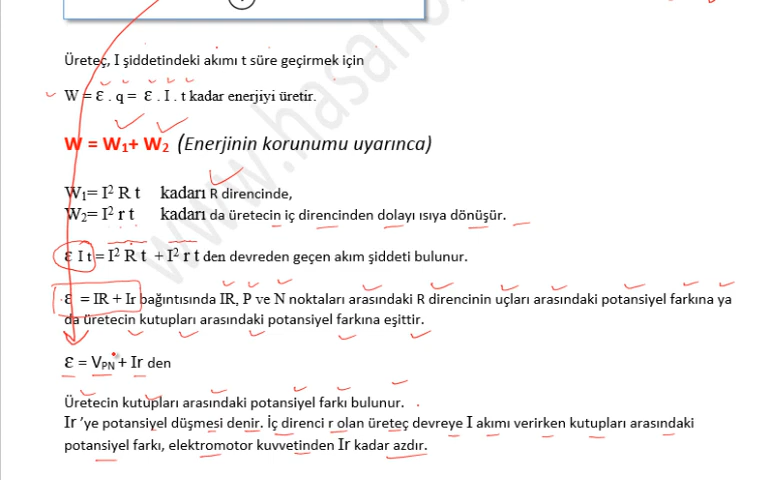 Üreteç, I şiddetindeki akımı t süre geçirmek için
W = ε . q = ε . I . t kadar enerjiyi üretir.
W = W₁+ W₂ (Enerjinin korunumu uyarınca)
W₁= I² R t kadarı R direncinde,
W₂= I² r t kadarı da üretecin iç direncinden dolayı ısıya dönüşür.
ε I t = I² R t + I² r t den devreden geçen akım şiddeti bulunur.
ε = IR + Ir bağıntısında IR, P ve N noktaları arasındaki R direncinin uçları arasındaki potansiyel farkına ya
da üretecin kutupları arasındaki potansiyel farkına eşittir.
ε = VPN + Ir den
Üretecin kutupları arasındaki potansiyel farkı bulunur.
Ir 'ye potansiyel düşmesi denir. İç direnci r olan üreteç devreye I akımı verirken kutupları arasındaki
potansiyel farkı, elektromotor kuvvetinden Ir kadar azdır.